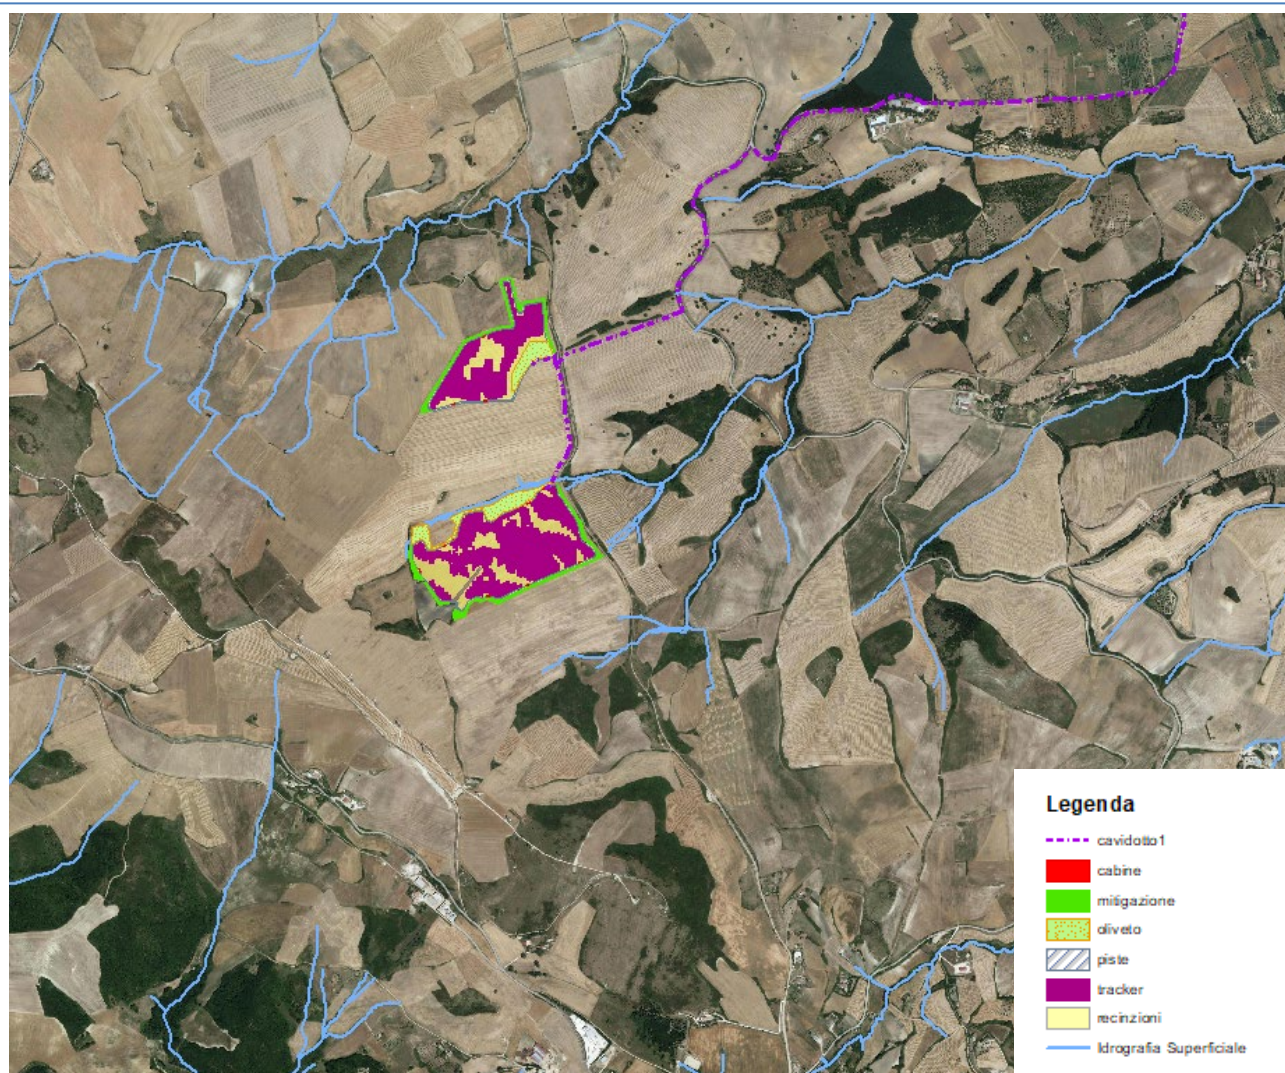 Legenda
cavidotto1
cabine
mitigazione
oliveto
piste
tracker
recinzioni
Idrografia Superficiale